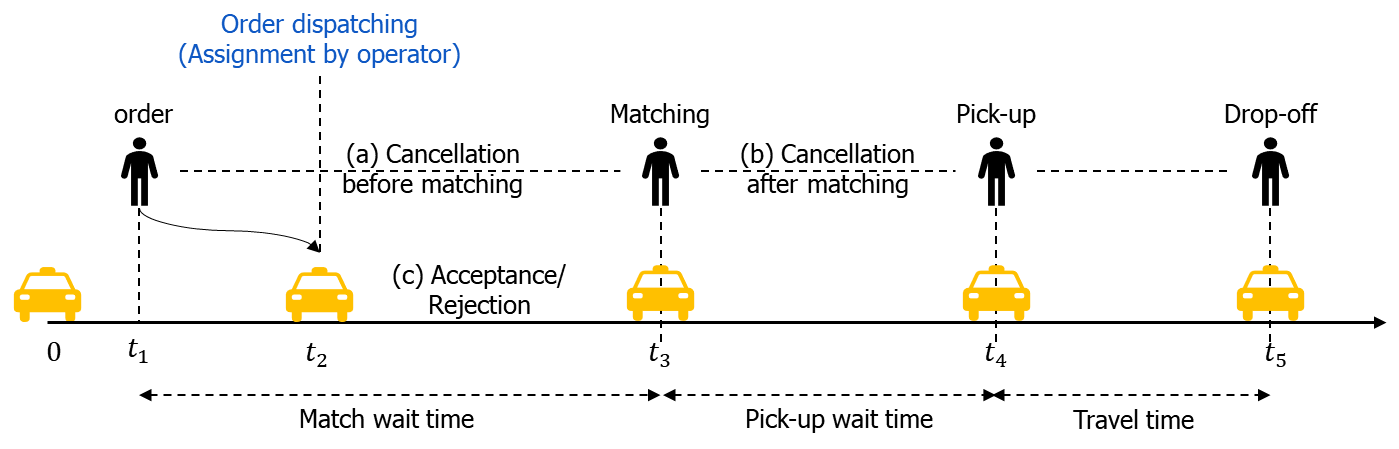 Order dispatching
(Assignment by operator)
order
Matching
Pick-up
Drop-off
(a) Cancellation
before matching
(b) Cancellation
after matching
(c) Acceptance/
Rejection
0
t₁
t₂
t₃
t₄
t₅
Match wait time
Pick-up wait time
Travel time